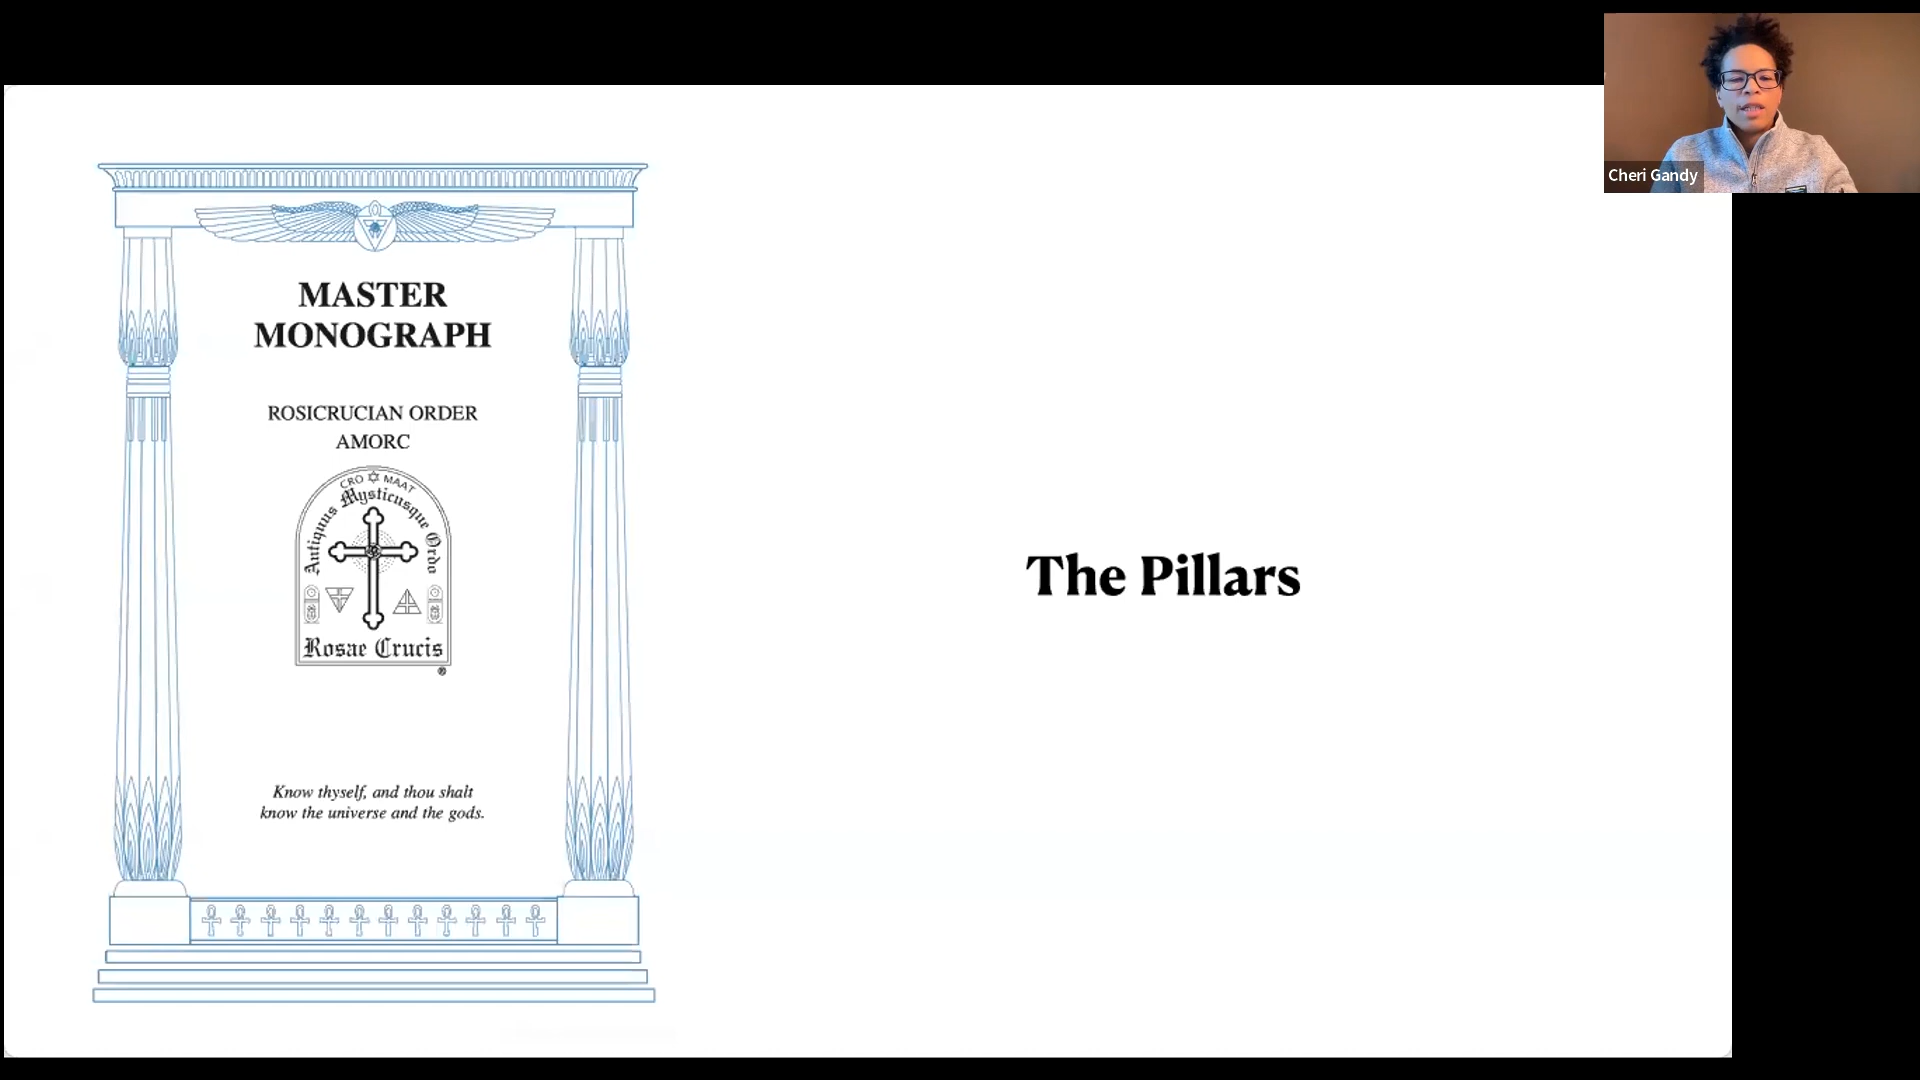 MASTER
MONOGRAPH
ROSICRUCIAN ORDER
AMORC
CRO MAAT
Antiquus Mysticusque Ordo
Rosae Crucis
®
Know thyself, and thou shalt
know the universe and the gods.
The Pillars
Cheri Gandy